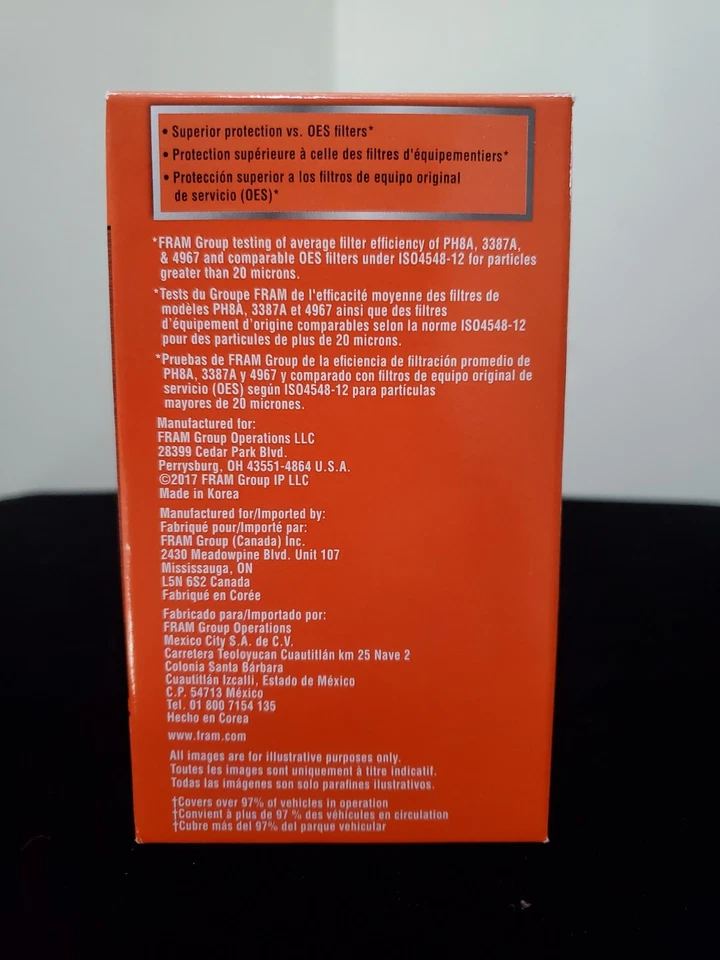 • Superior protection vs. OES filters*
• Protection supérieure à celle des filtres d'équipementiers*
• Protección superior a los filtros de equipo original
de servicio (OES)*
*FRAM Group testing of average filter efficiency of PH8A, 3387A,
& 4967 and comparable OES filters under ISO4548-12 for particles
greater than 20 microns.
*Tests du Groupe FRAM de l'efficacité moyenne des filtres de
modèles PH8A, 3387A et 4967 ainsi que des filtres
d'équipement d'origine comparables selon la norme ISO4548-12
pour des particules de plus de 20 microns.
*Pruebas de FRAM Group de la eficiencia de filtración promedio de
PH8A, 3387A y 4967 y comparado con filtros de equipo original de
servicio (OES) según ISO4548-12 para partículas
mayores de 20 micrones.
Manufactured for:
FRAM Group Operations LLC
28399 Cedar Park Blvd.
Perrysburg, OH 43551-4864 U.S.A.
©2017 FRAM Group IP LLC
Made in Korea
Manufactured for/Imported by:
Fabriqué pour/Importé par:
FRAM Group (Canada) Inc.
2430 Meadowpine Blvd. Unit 107
Mississauga, ON
L5N 6S2 Canada
Fabriqué en Corée
Fabricado para/Importado por:
FRAM Group Operations
Mexico City S.A. de C.V.
Carretera Teoloyucan Cuautitlán km 25 Nave 2
Colonia Santa Bárbara
Cuautitlán Izcalli, Estado de México
C.P. 54713 México
Tel. 01 800 7154 135
Hecho en Corea
www.fram.com
All images are for illustrative purposes only.
Toutes les images sont uniquement à titre indicatif.
Todas las imágenes son solo parafines ilustrativos.
†Covers over 97% of vehicles in operation
†Convient à plus de 97 % des véhicules en circulation
†Cubre más del 97% del parque vehicular